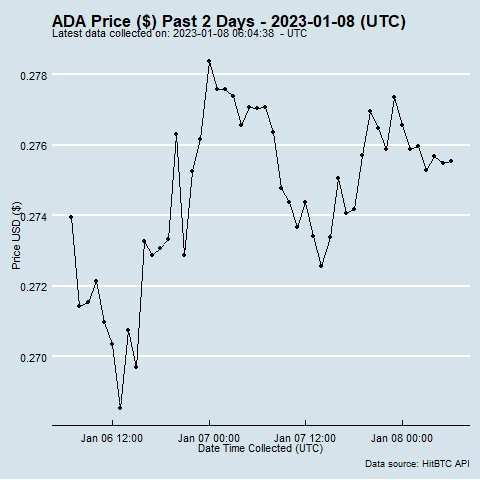 ADA Price ($) Past 2 Days - 2023-01-08 (UTC)
Latest data collected on: 2023-01-08 06:04:38  - UTC
0.278
0.276
0.274
0.272
0.270
Price USD ($)
Jan 06 12:00
Jan 07 00:00
Jan 07 12:00
Jan 08 00:00
Date Time Collected (UTC)
Data source: HitBTC API